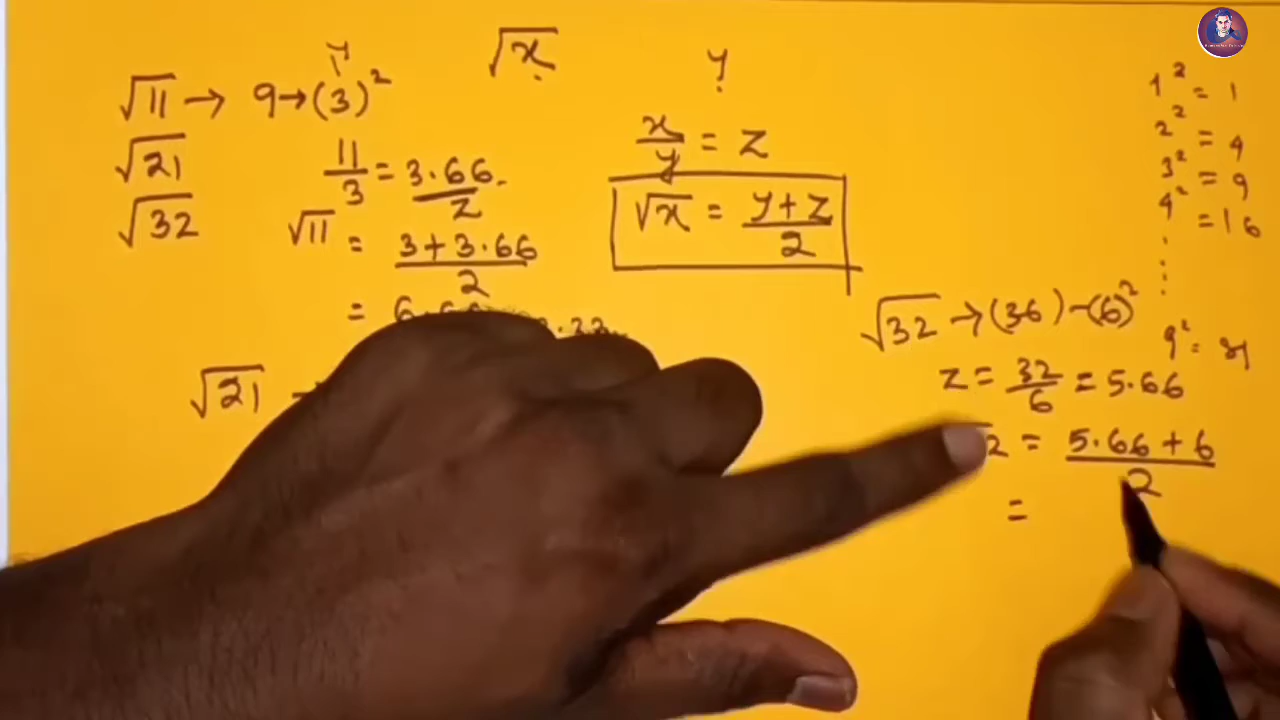 √x
y
√11 → 9 → (3)²
y
√21
√32
11/3 = 3.66
z
√11 = (3 + 3.66)/2
=
√21
x/y = z
√x = (y + z)/2
1² = 1
2² = 4
3² = 9
4² = 16
9² = 81
√32 → (36) – (6)²
z = 32/6 = 5.66
2 = (5.66 + 6)/2
=